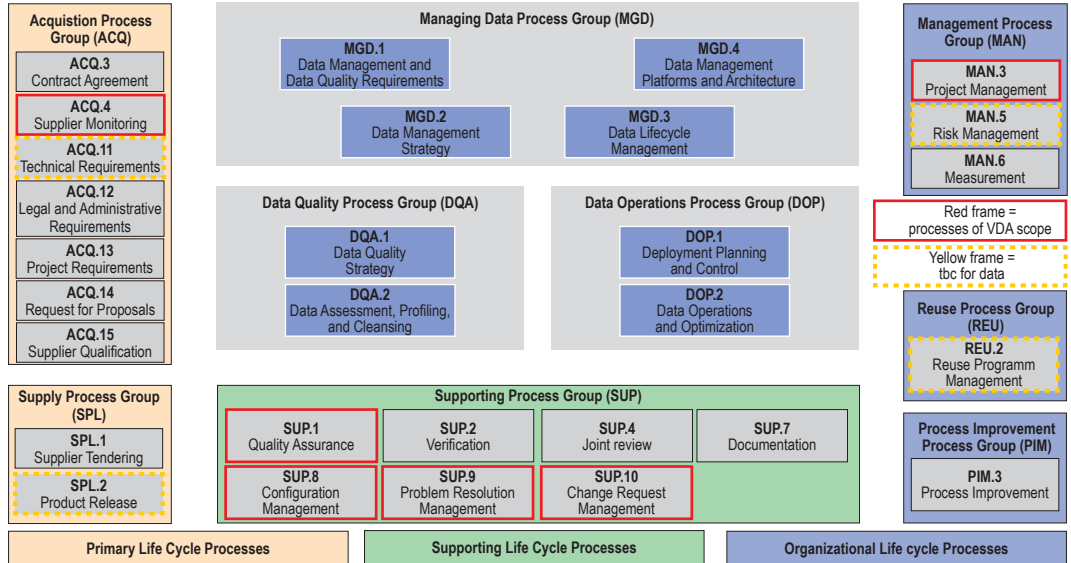 Acquistion Process
Group (ACQ)
ACQ.3
Contract Agreement
ACQ.4
Supplier Monitoring
ACQ.11
Technical Requirements
ACQ.12
Legal and Administrative
Requirements
ACQ.13
Project Requirements
ACQ.14
Request for Proposals
ACQ.15
Supplier Qualification
Supply Process Group
(SPL)
SPL.1
Supplier Tendering
SPL.2
Product Release
Managing Data Process Group (MGD)
MGD.1
Data Management and
Data Quality Requirements
MGD.4
Data Management
Platforms and Architecture
MGD.2
Data Management
Strategy
MGD.3
Data Lifecycle
Management
Data Quality Process Group (DQA)
DQA.1
Data Quality
Strategy
DQA.2
Data Assessment, Profiling,
and Cleansing
Data Operations Process Group (DOP)
DOP.1
Deployment Planning
and Control
DOP.2
Data Operations
and Optimization
Supporting Process Group (SUP)
SUP.1
Quality Assurance
SUP.2
Verification
SUP.4
Joint review
SUP.7
Documentation
SUP.8
Configuration
Management
SUP.9
Problem Resolution
Management
SUP.10
Change Request
Management
Management Process
Group (MAN)
MAN.3
Project Management
MAN.5
Risk Management
MAN.6
Measurement
Red frame =
processes of VDA scope
Yellow frame =
tbc for data
Reuse Process Group
(REU)
REU.2
Reuse Programm
Management
Process Improvement
Process Group (PIM)
PIM.3
Process Improvement
Primary Life Cycle Processes
Supporting Life Cycle Processes
Organizational Life cycle Processes